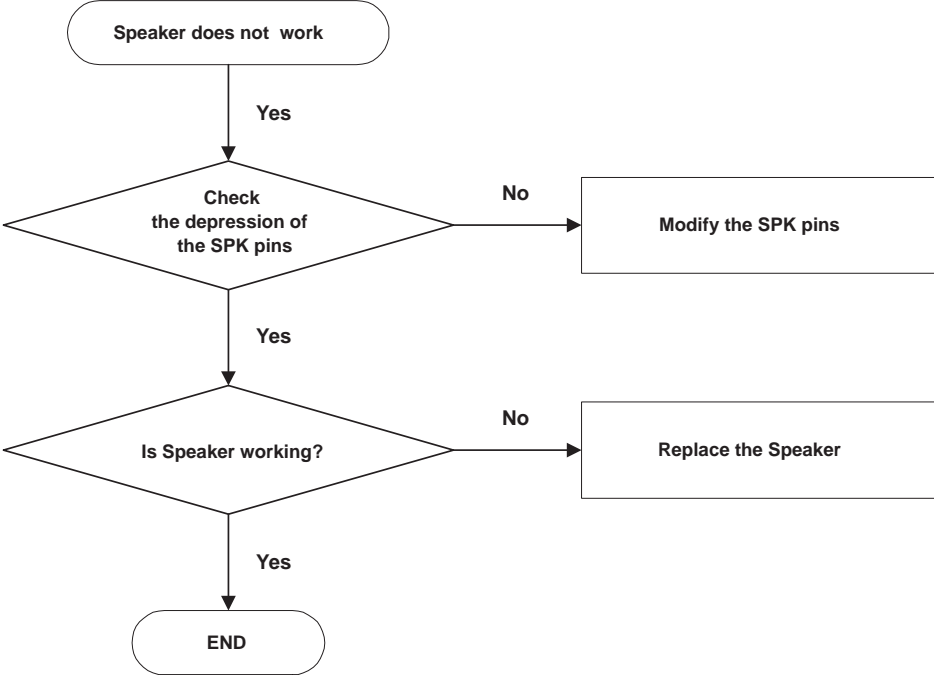 Speaker does not work
Yes
Check
the depression of
the SPK pins
No
Modify the SPK pins
Yes
Is Speaker working?
No
Replace the Speaker
Yes
END